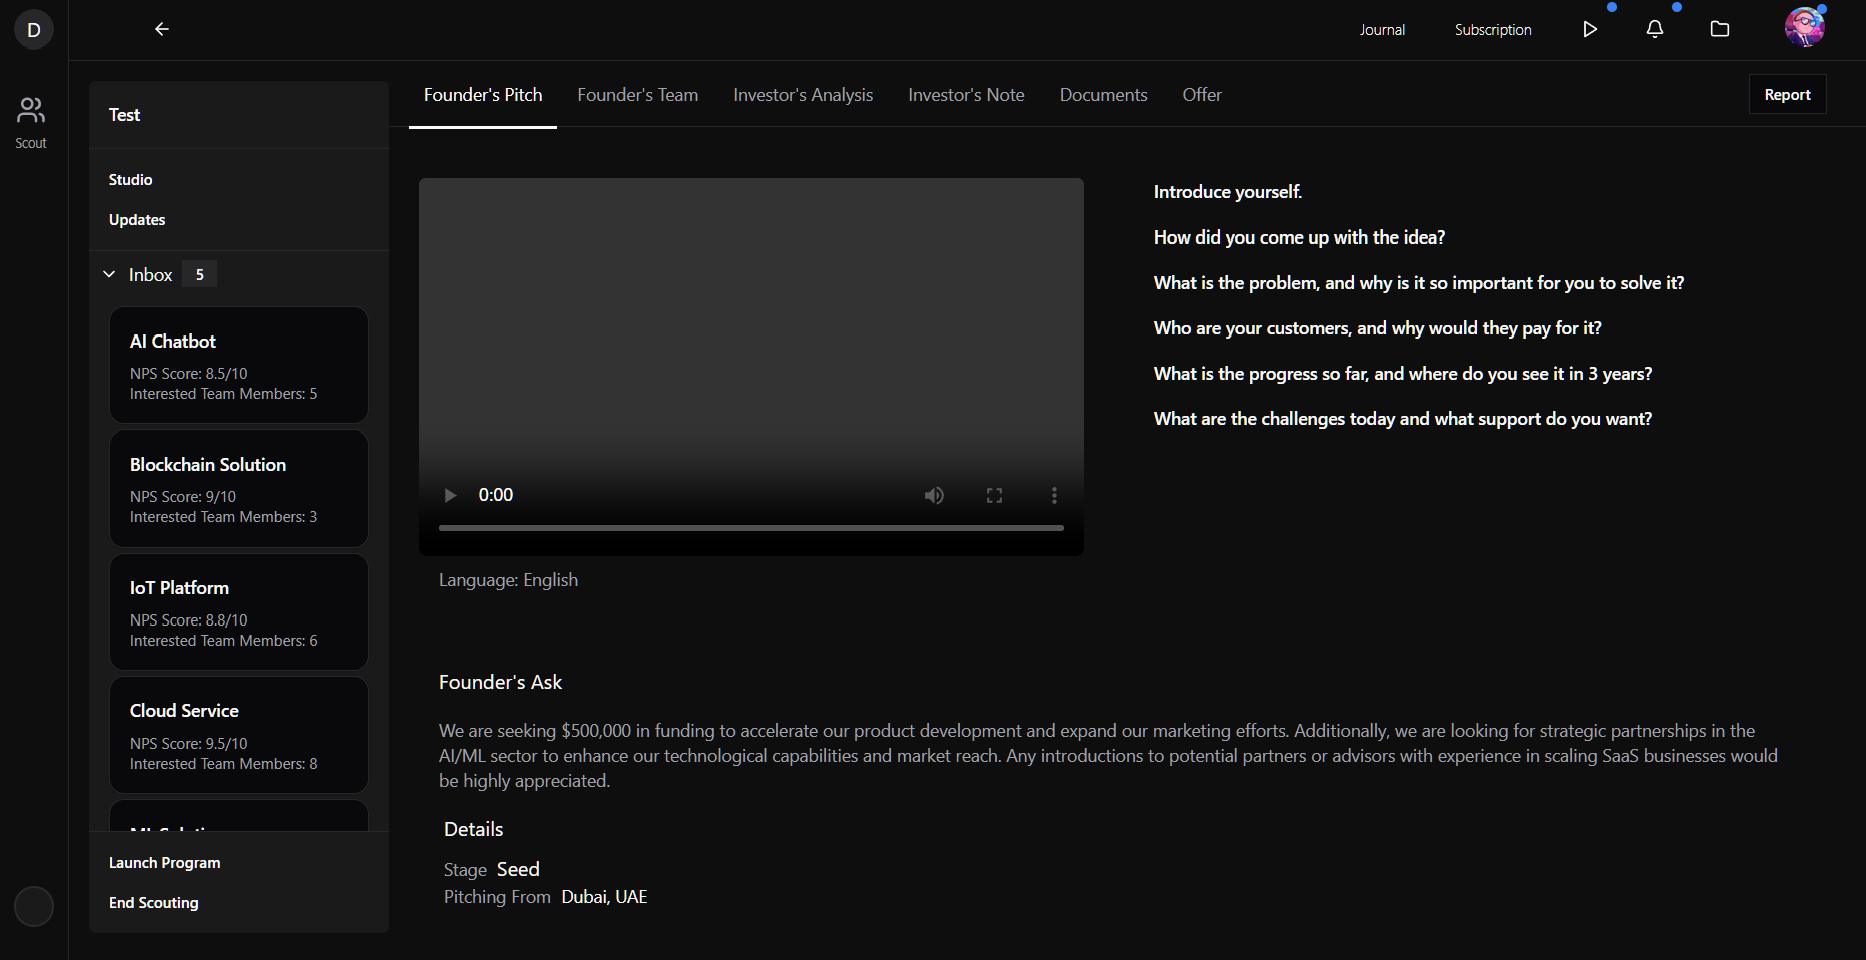 D
Journal
Subscription
Scout
Test
Studio
Updates
Inbox 5
AI Chatbot
NPS Score: 8.5/10
Interested Team Members: 5
Blockchain Solution
NPS Score: 9/10
Interested Team Members: 3
IoT Platform
NPS Score: 8.8/10
Interested Team Members: 6
Cloud Service
NPS Score: 9.5/10
Interested Team Members: 8
Launch Program
End Scouting
Founder's Pitch
Founder's Team
Investor's Analysis
Investor's Note
Documents
Offer
Report
0:00
Language: English
Introduce yourself.
How did you come up with the idea?
What is the problem, and why is it so important for you to solve it?
Who are your customers, and why would they pay for it?
What is the progress so far, and where do you see it in 3 years?
What are the challenges today and what support do you want?
Founder's Ask
We are seeking $500,000 in funding to accelerate our product development and expand our marketing efforts. Additionally, we are looking for strategic partnerships in the
AI/ML sector to enhance our technological capabilities and market reach. Any introductions to potential partners or advisors with experience in scaling SaaS businesses would
be highly appreciated.
Details
Stage Seed
Pitching From Dubai, UAE